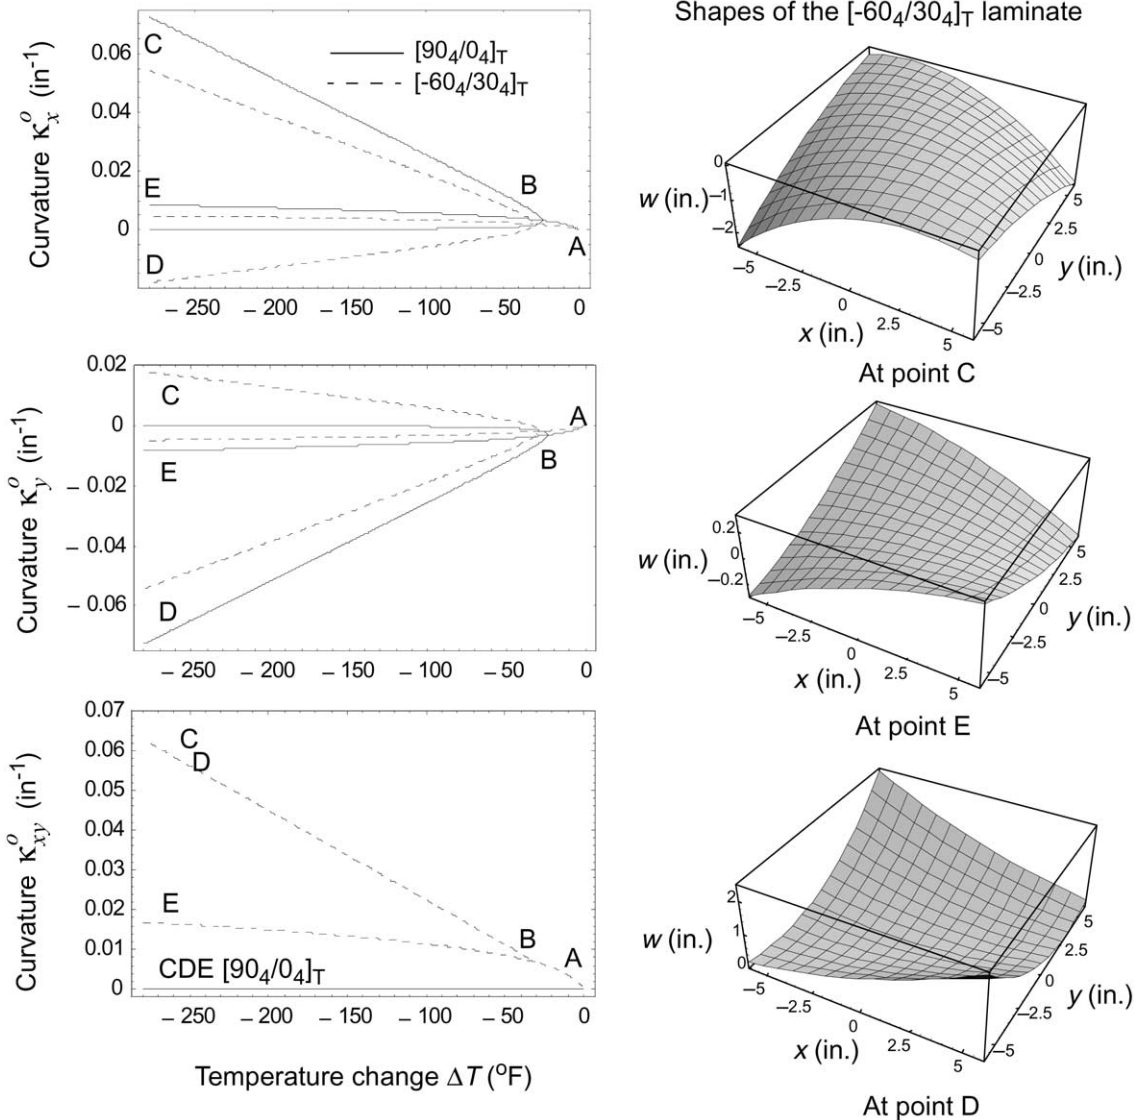 Shapes of the [-60₄/30₄]T laminate
Curvature κxᵒ (in⁻¹)
0.06
0.04
0.02
0
C
E
D
B
A
[90₄/0₄]T
[-60₄/30₄]T
– 250
– 200
– 150
– 100
– 50
0
w (in.)
0
–1
–2
–5
–2.5
0
2.5
5
x (in.)
5
2.5
0
–2.5
–5
y (in.)
At point C
Curvature κyᵒ (in⁻¹)
0.02
0
– 0.02
– 0.04
– 0.06
C
E
D
A
B
– 250
– 200
– 150
– 100
– 50
0
w (in.)
0.2
0
–0.2
–5
–2.5
0
2.5
5
x (in.)
5
2.5
0
–2.5
–5
y (in.)
At point E
Curvature κxyᵒ (in⁻¹)
0.07
0.06
0.05
0.04
0.03
0.02
0.01
0
C
D
E
B
A
CDE [90₄/0₄]T
– 250
– 200
– 150
– 100
– 50
0
Temperature change ΔT (°F)
w (in.)
2
1
0
–5
–2.5
0
2.5
5
x (in.)
5
2.5
0
–2.5
–5
y (in.)
At point D